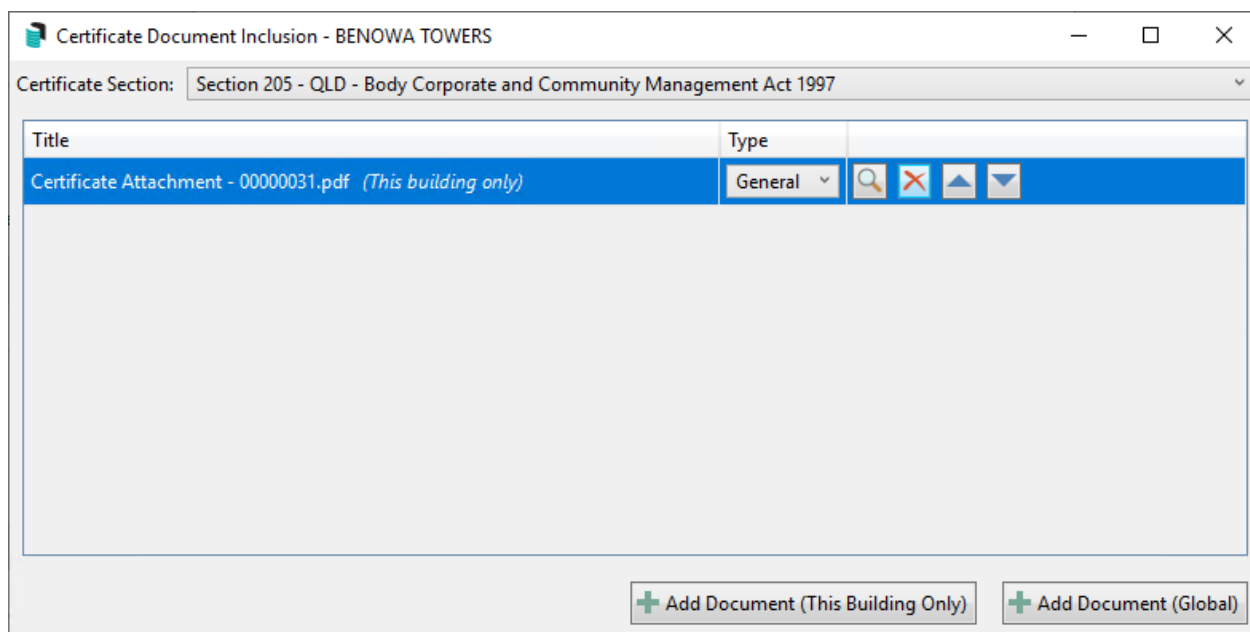 Certificate Document Inclusion - BENOWA TOWERS
Certificate Section: Section 205 - QLD - Body Corporate and Community Management Act 1997
Title Type
Certificate Attachment - 00000031.pdf (This building only) General
Add Document (This Building Only) Add Document (Global)